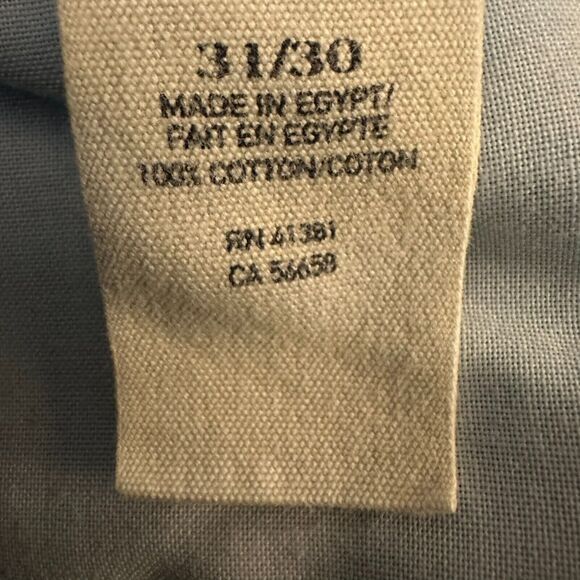 31/30
MADE IN EGYPT/
FAIT EN EGYPTE
100% COTTON/COTON
RN 41381
CA 56658